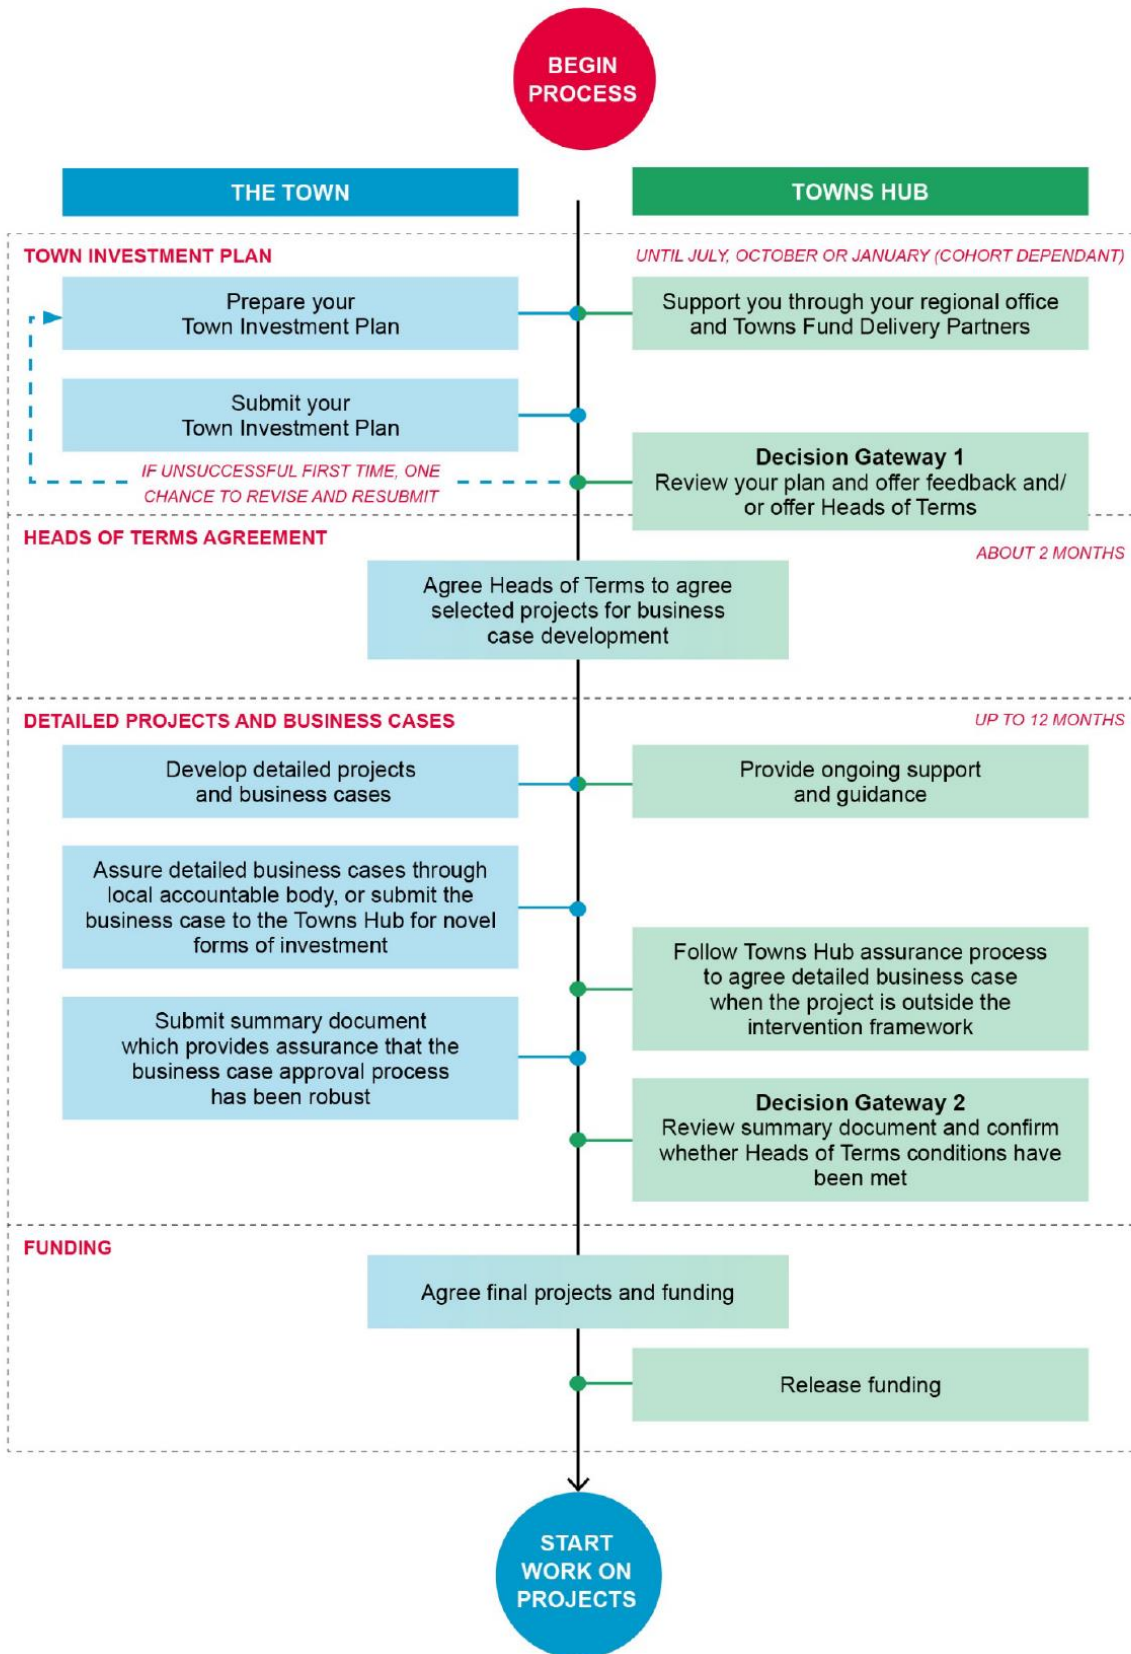 BEGIN
PROCESS
THE TOWN
TOWNS HUB
TOWN INVESTMENT PLAN
UNTIL JULY, OCTOBER OR JANUARY (COHORT DEPENDANT)
Prepare your
Town Investment Plan
Support you through your regional office
and Towns Fund Delivery Partners
Submit your
Town Investment Plan
IF UNSUCCESSFUL FIRST TIME, ONE
CHANCE TO REVISE AND RESUBMIT
Decision Gateway 1
Review your plan and offer feedback and/
or offer Heads of Terms
HEADS OF TERMS AGREEMENT
ABOUT 2 MONTHS
Agree Heads of Terms to agree
selected projects for business
case development
DETAILED PROJECTS AND BUSINESS CASES
UP TO 12 MONTHS
Develop detailed projects
and business cases
Provide ongoing support
and guidance
Assure detailed business cases through
local accountable body, or submit the
business case to the Towns Hub for novel
forms of investment
Follow Towns Hub assurance process
to agree detailed business case
when the project is outside the
intervention framework
Submit summary document
which provides assurance that the
business case approval process
has been robust
Decision Gateway 2
Review summary document and confirm
whether Heads of Terms conditions have
been met
FUNDING
Agree final projects and funding
Release funding
START
WORK ON
PROJECTS